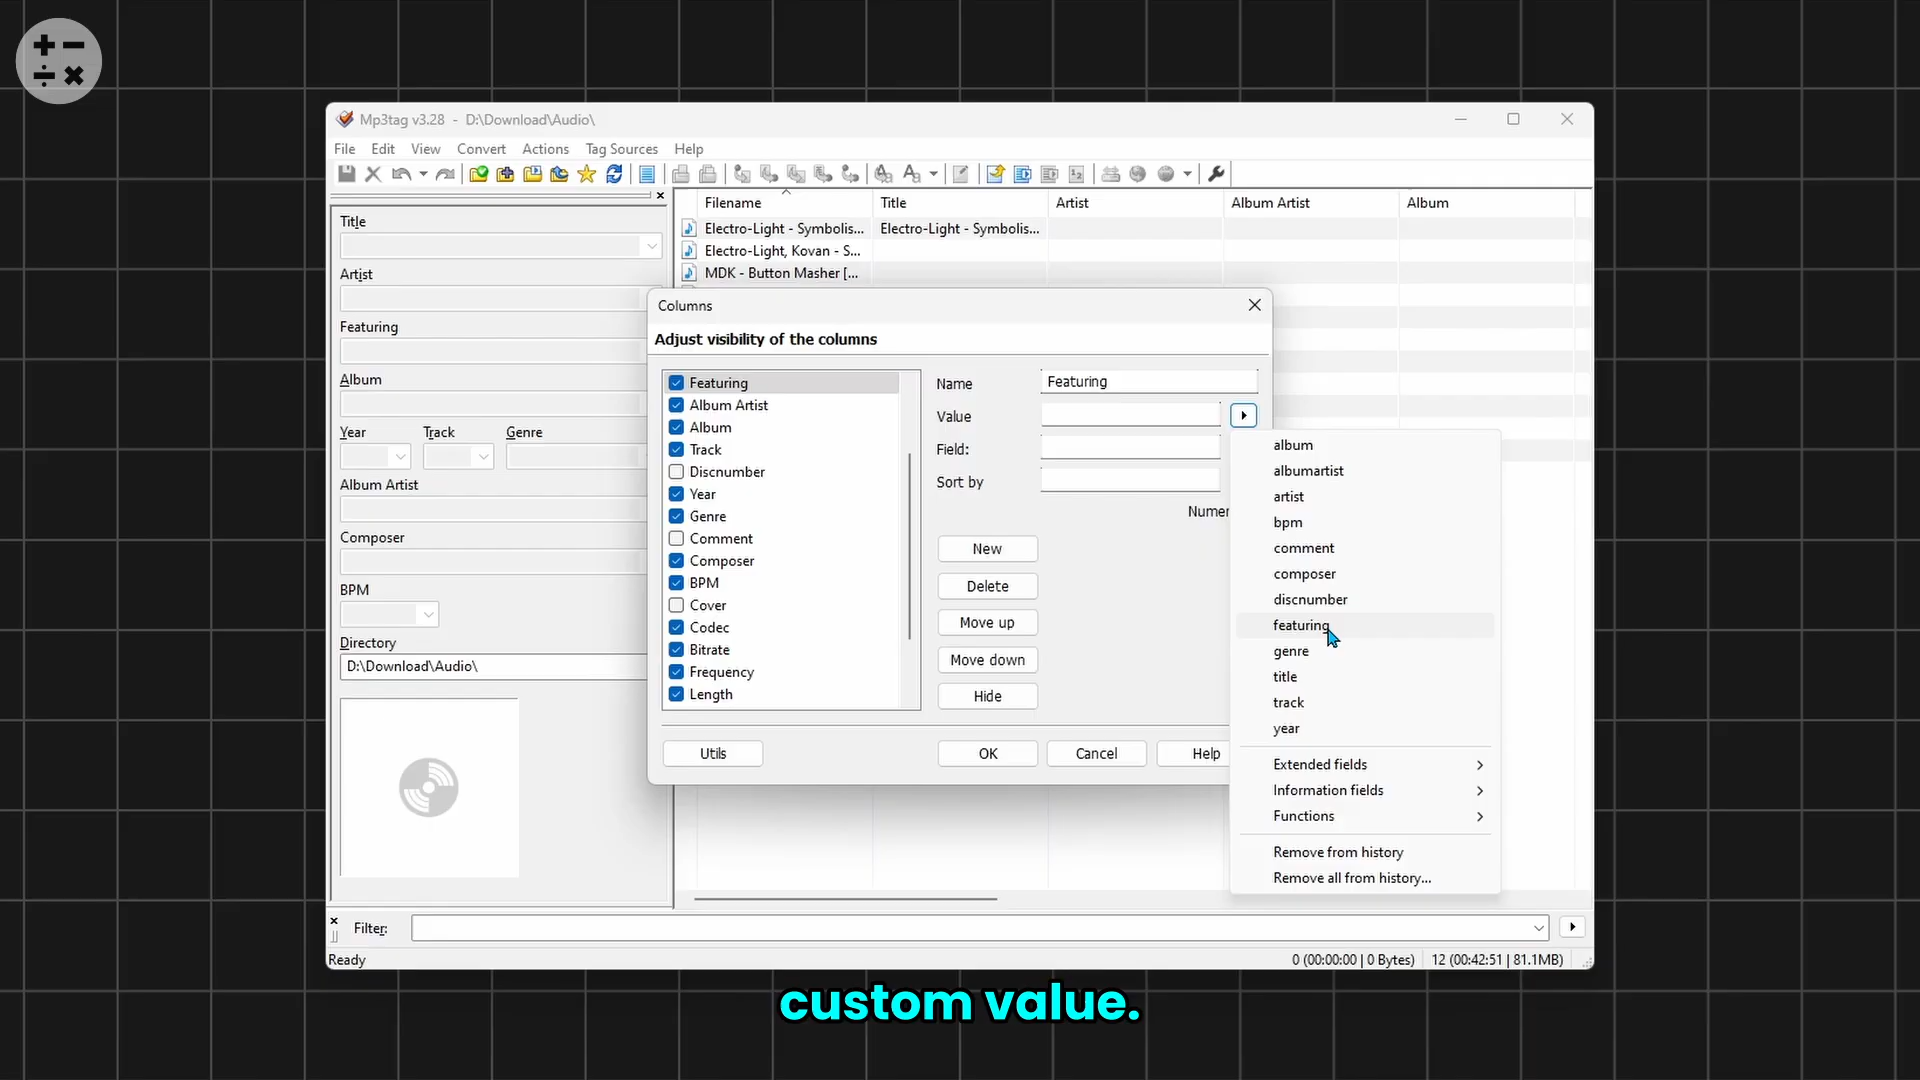 Mp3tag v3.28 - D:\Download\Audio\
File Edit View Convert Actions Tag Sources Help
Filename Title Artist Album Artist Album
Electro-Light - Symbolis... Electro-Light - Symbolis...
Electro-Light, Kovan - S...
MDK - Button Masher [...
Title
Artist
Featuring
Album
Year Track Genre
Album Artist
Composer
BPM
Directory
D:\Download\Audio\
Columns
Adjust visibility of the columns
Featuring
Album Artist
Album
Track
Discnumber
Year
Genre
Comment
Composer
BPM
Cover
Codec
Bitrate
Frequency
Length
Name Featuring
Value
Field:
Sort by
Numer
New
Delete
Move up
Move down
Hide
Utils OK Cancel Help
album
albumartist
artist
bpm
comment
composer
discnumber
featuring
genre
title
track
year
Extended fields
Information fields
Functions
Remove from history
Remove all from history...
Filter:
Ready 0 (00:00:00 | 0 Bytes) 12 (00:42:51 | 81.1MB)
custom value.